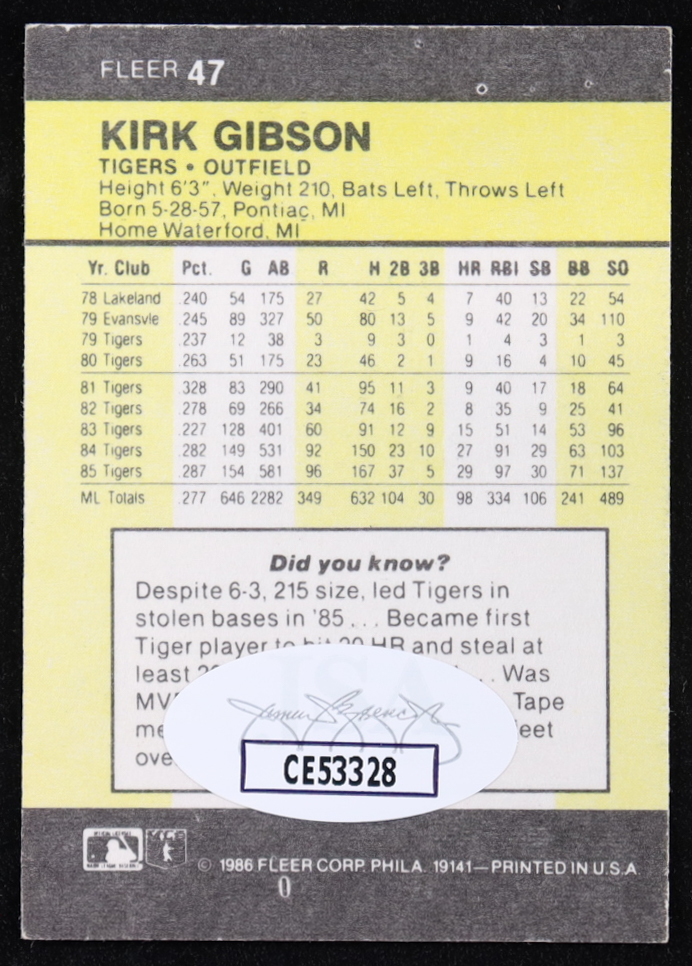 FLEER 47
KIRK GIBSON
TIGERS • OUTFIELD
Height 6'3", Weight 210, Bats Left, Throws Left
Born 5-28-57, Pontiac, MI
Home Waterford, MI
Yr. Club Pct. G AB R H 2B 3B HR RBI SB BB SO
78 Lakeland .240 54 175 27 42 5 4 7 40 13 22 54
79 Evansvle .245 89 327 50 80 13 5 9 42 20 34 110
79 Tigers .237 12 38 3 9 3 0 1 4 3 1 3
80 Tigers .263 51 175 23 46 2 1 9 16 4 10 45
81 Tigers .328 83 290 41 95 11 3 9 40 17 18 64
82 Tigers .278 69 266 34 74 16 2 8 35 9 25 41
83 Tigers .227 128 401 60 91 12 9 15 51 14 53 96
84 Tigers .282 149 531 92 150 23 10 27 91 29 63 103
85 Tigers .287 154 581 96 167 37 5 29 97 30 71 137
ML Totals .277 646 2282 349 632 104 30 98 334 106 241 489
Did you know?
Despite 6-3, 215 size, led Tigers in
stolen bases in '85 . . . Became first
Tiger player to hit 20 HR and steal at
least . . Was
MV Tape
me eet
ove
JSA
James Spence
CE53328
© 1986 FLEER CORP. PHILA. 19141—PRINTED IN U.S.A.
0